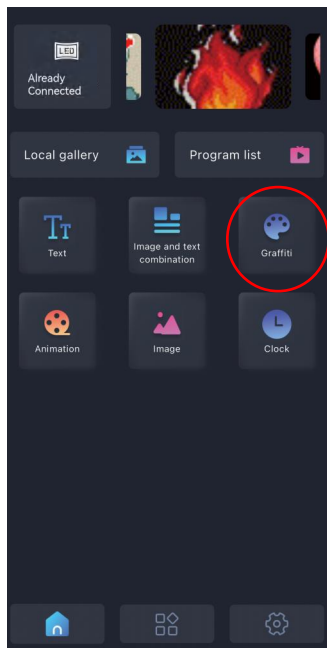 LED
Already
Connected
Local gallery
Program list
Tт
Text
Image and text
combination
Graffiti
Animation
Image
Clock